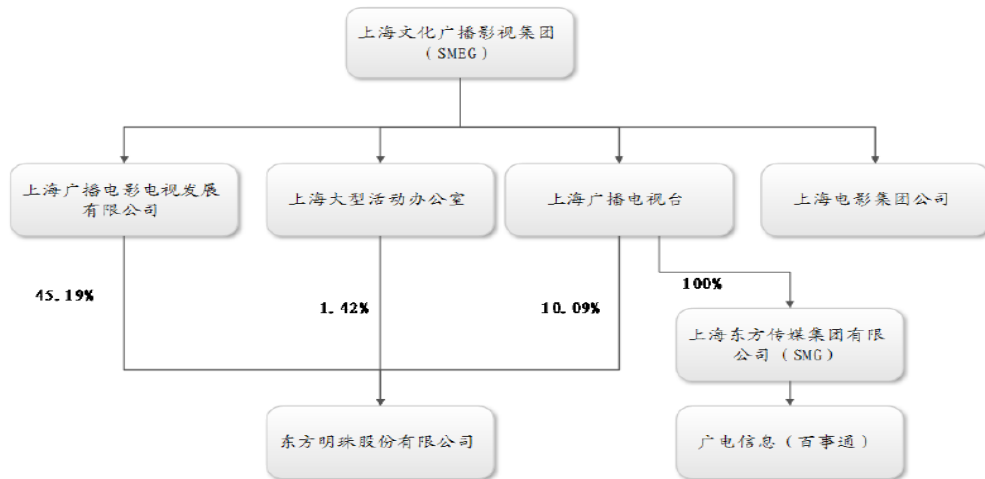 上海文化广播影视集团
（SMEG）
上海广播电影电视发展
有限公司
上海大型活动办公室
上海广播电视台
上海电影集团公司
45.19%
1.42%
10.09%
100%
上海东方传媒集团有限
公司（SMG）
东方明珠股份有限公司
广电信息（百事通）